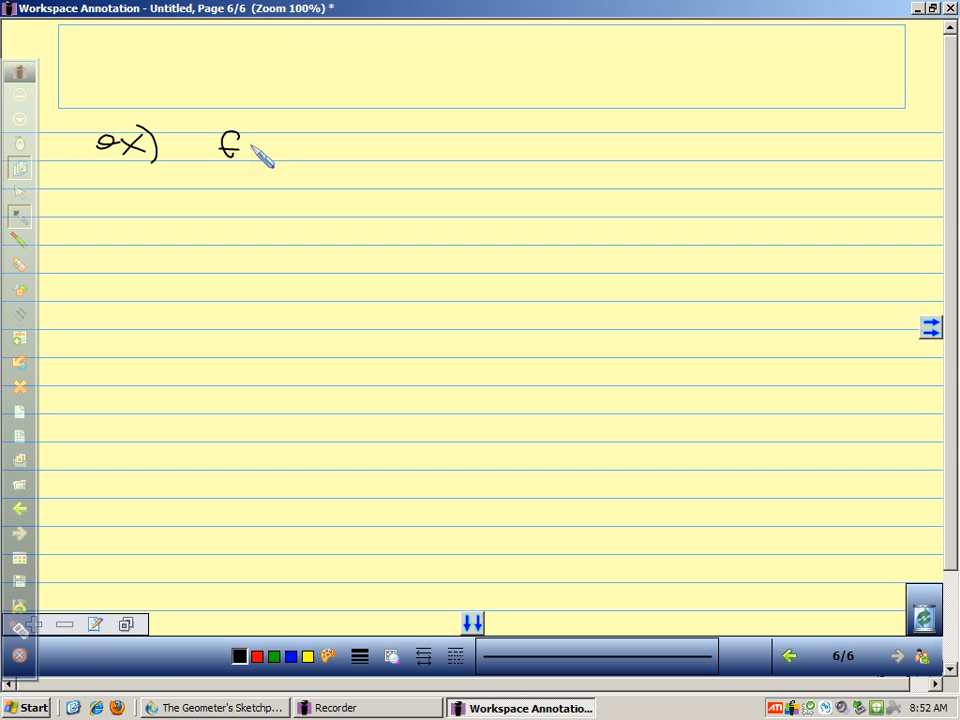 Workspace Annotation - Untitled, Page 6/6 (Zoom 100%) *
ex) f
6/6
Start
The Geometer's Sketchp...
Recorder
Workspace Annotatio...
ATI
8:52 AM